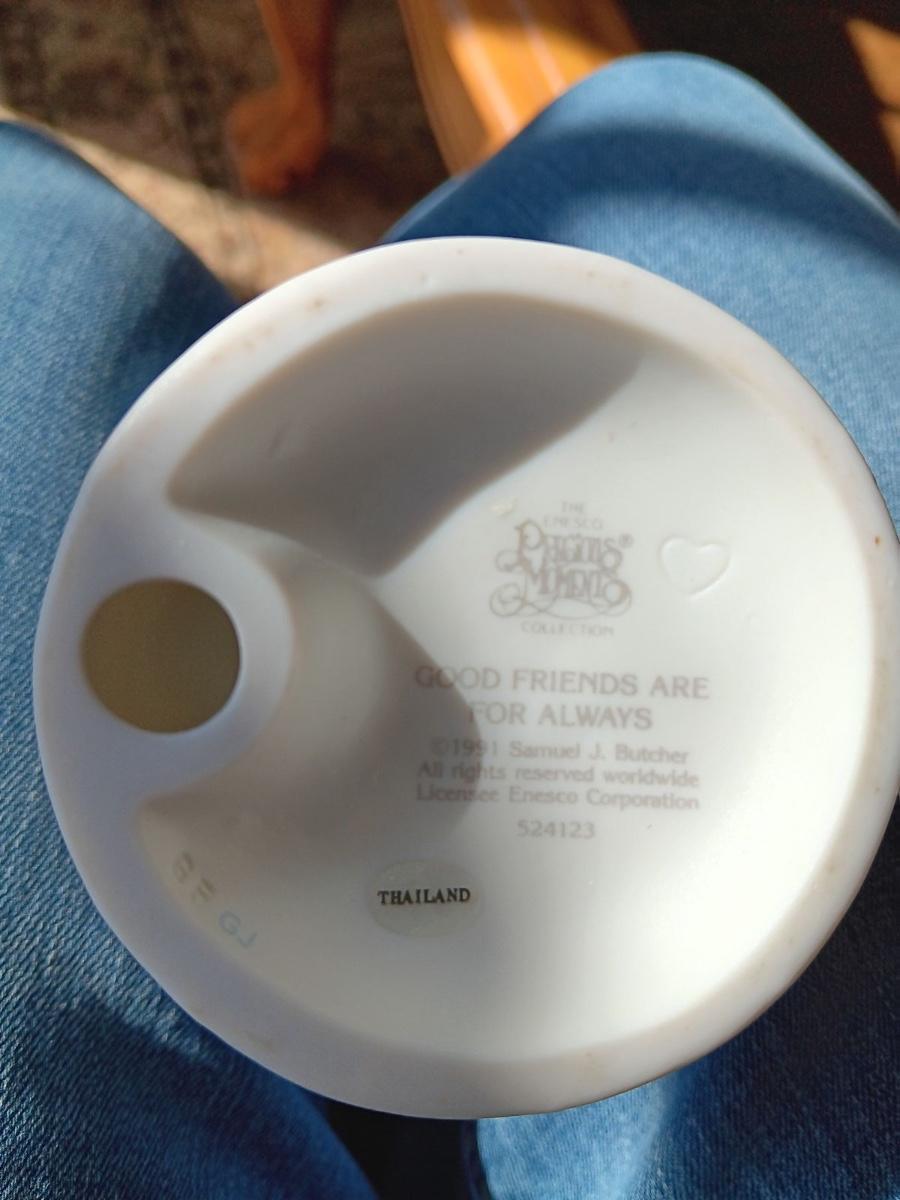 THE
ENESCO
PRECIOUS®
MOMENTS
COLLECTION
GOOD FRIENDS ARE
FOR ALWAYS
©1991 Samuel J. Butcher
All rights reserved worldwide
Licensee Enesco Corporation
524123
THAILAND